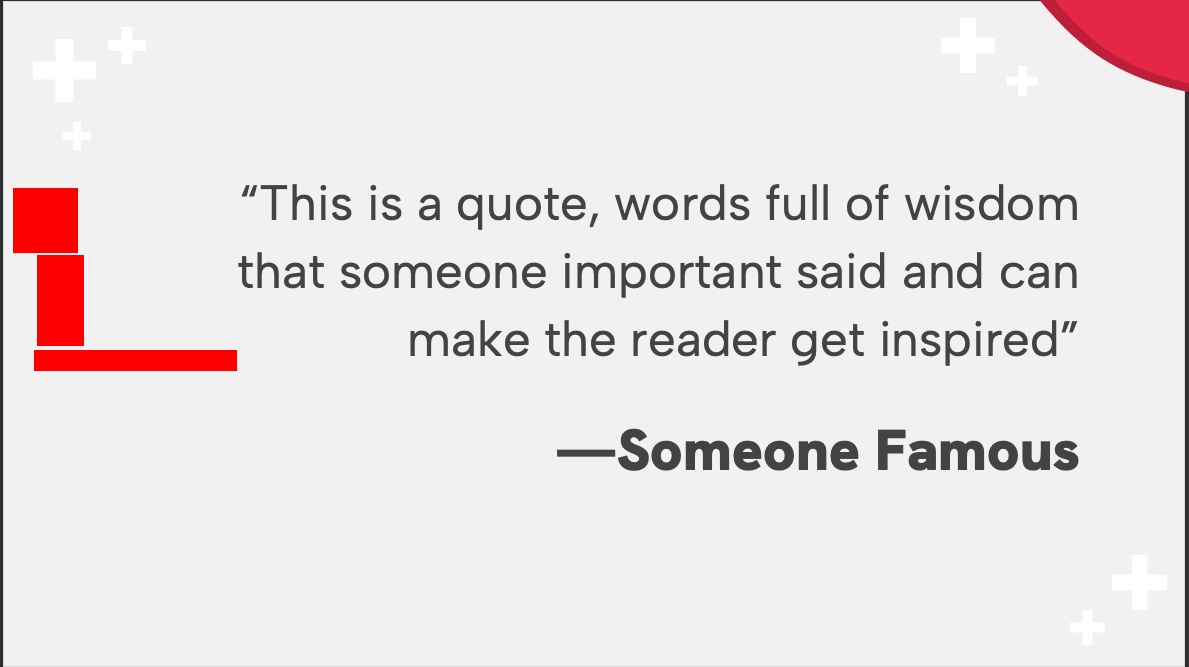 “This is a quote, words full of wisdom
that someone important said and can
make the reader get inspired”
—Someone Famous